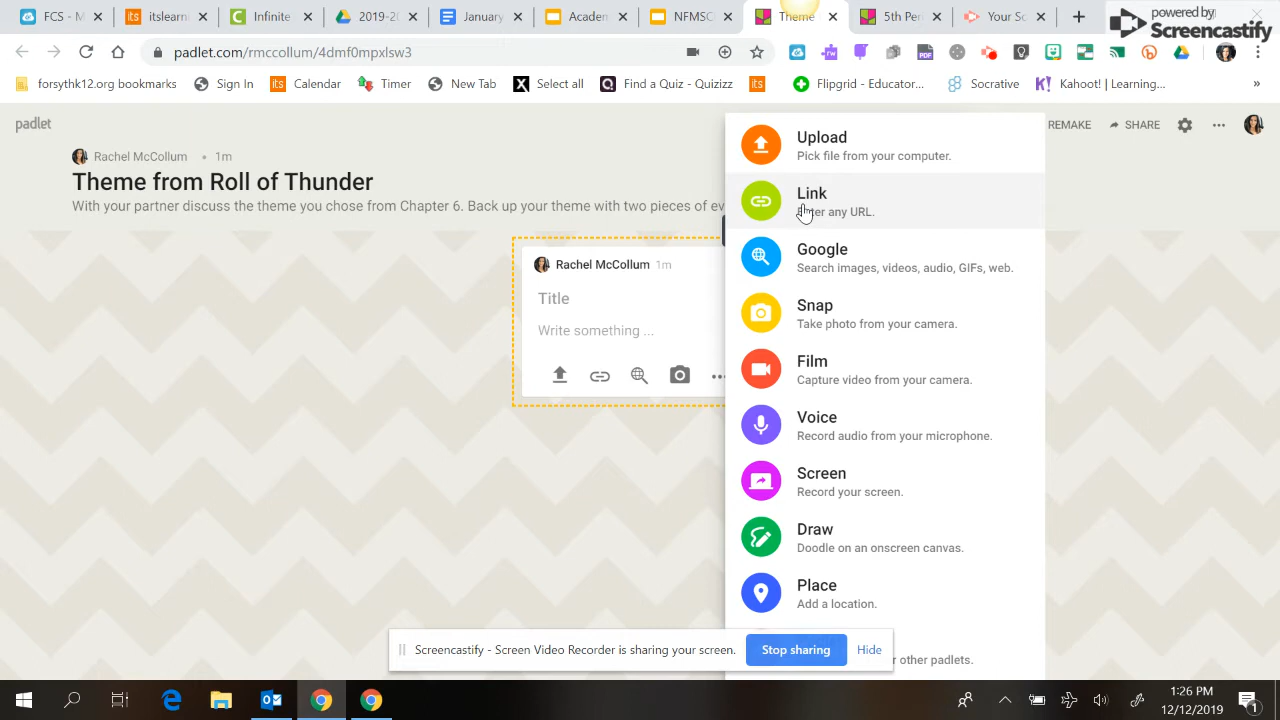 FCS M
itslearn
Infinite
2019-2
Janua
Acade
NFMSC
Theme
5th Pe
Your S
powered by
Screencastify
padlet.com/rmccollum/4dmf0mpxlsw3
forsythk12.org bookmarks
Sign In
Calendar
Timer
New Tab
Select all
Find a Quiz - Quizizz
its
Flipgrid - Educator...
Socrative
Kahoot! | Learning...
»
padlet
REMAKE
SHARE
Rachel McCollum • 1m
Theme from Roll of Thunder
With your partner discuss the theme you chose from Chapter 6. Back up your theme with two pieces of ev
Rachel McCollum 1m
Title
Write something ...
Upload
Pick file from your computer.
Link
Enter any URL.
Google
Search images, videos, audio, GIFs, web.
Snap
Take photo from your camera.
Film
Capture video from your camera.
Voice
Record audio from your microphone.
Screen
Record your screen.
Draw
Doodle on an onscreen canvas.
Place
Add a location.
r other padlets.
Screencastify - Screen Video Recorder is sharing your screen.
Stop sharing
Hide
1:26 PM
12/12/2019
1